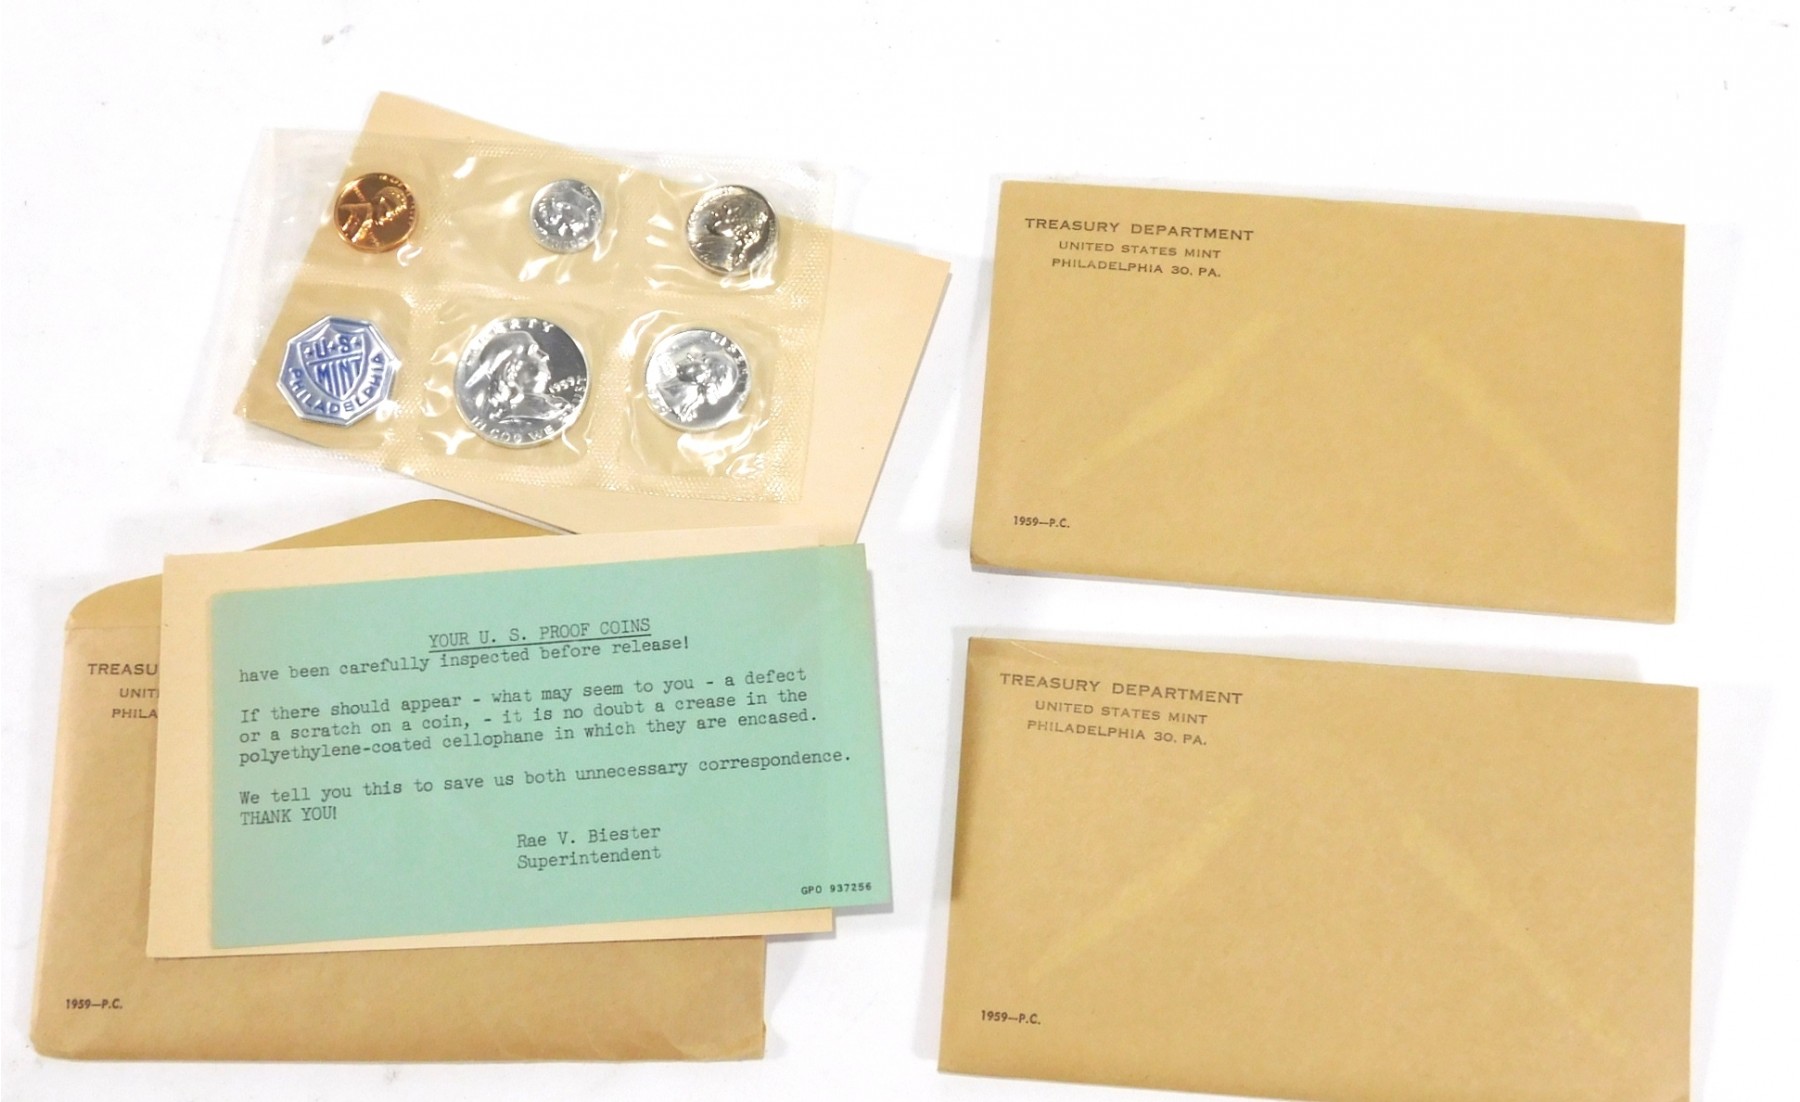 U.S.
MINT
PHILADELPHIA
LIBERTY
1959
IN GOD WE
TREASURY DEPARTMENT
UNITED STATES MINT
PHILADELPHIA 30, PA.
1959—P.C.
TREASU
UNIT
PHILA
1959—P.C.
YOUR U. S. PROOF COINS
have been carefully inspected before release!
If there should appear - what may seem to you - a defect
or a scratch on a coin, - it is no doubt a crease in the
polyethylene-coated cellophane in which they are encased.
We tell you this to save us both unnecessary correspondence.
THANK YOU!
Rae V. Biester
Superintendent
GPO 937256
TREASURY DEPARTMENT
UNITED STATES MINT
PHILADELPHIA 30, PA.
1959—P.C.